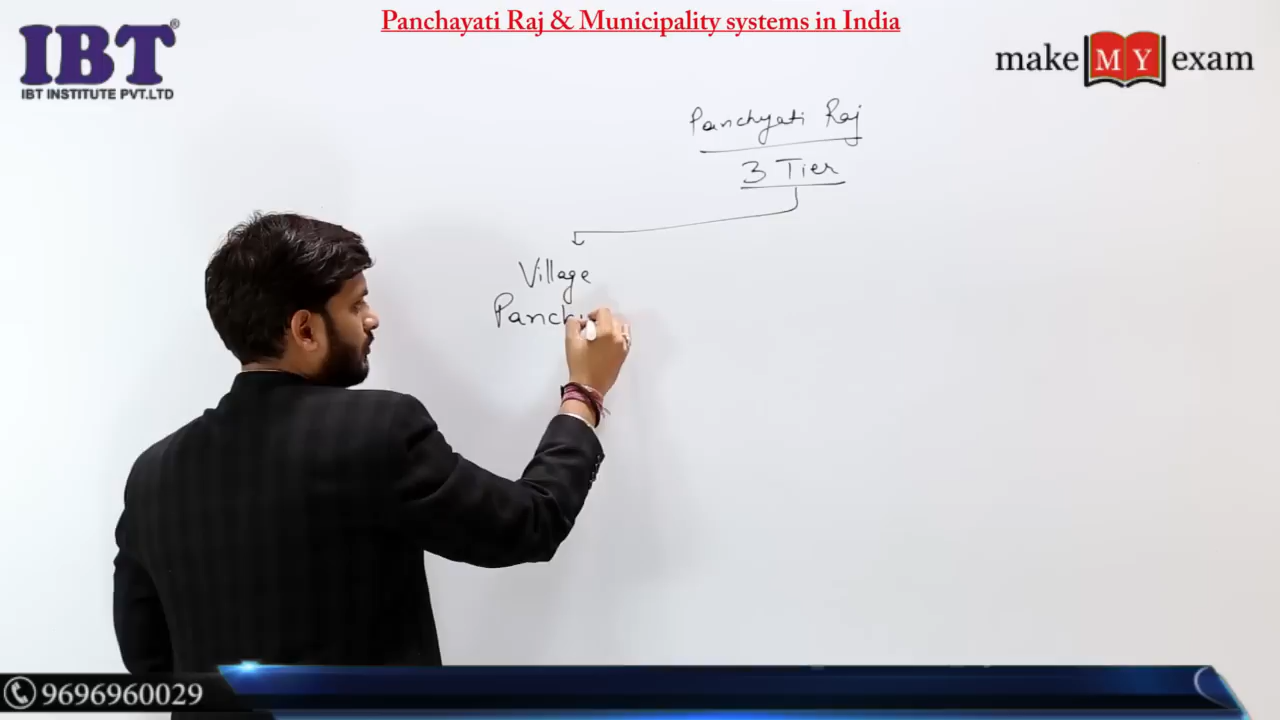 Panchayati Raj & Municipality systems in India
IBT®
IBT INSTITUTE PVT.LTD
make MY exam
Panchyati Raj
3 Tier
Village
Panch
9696960029